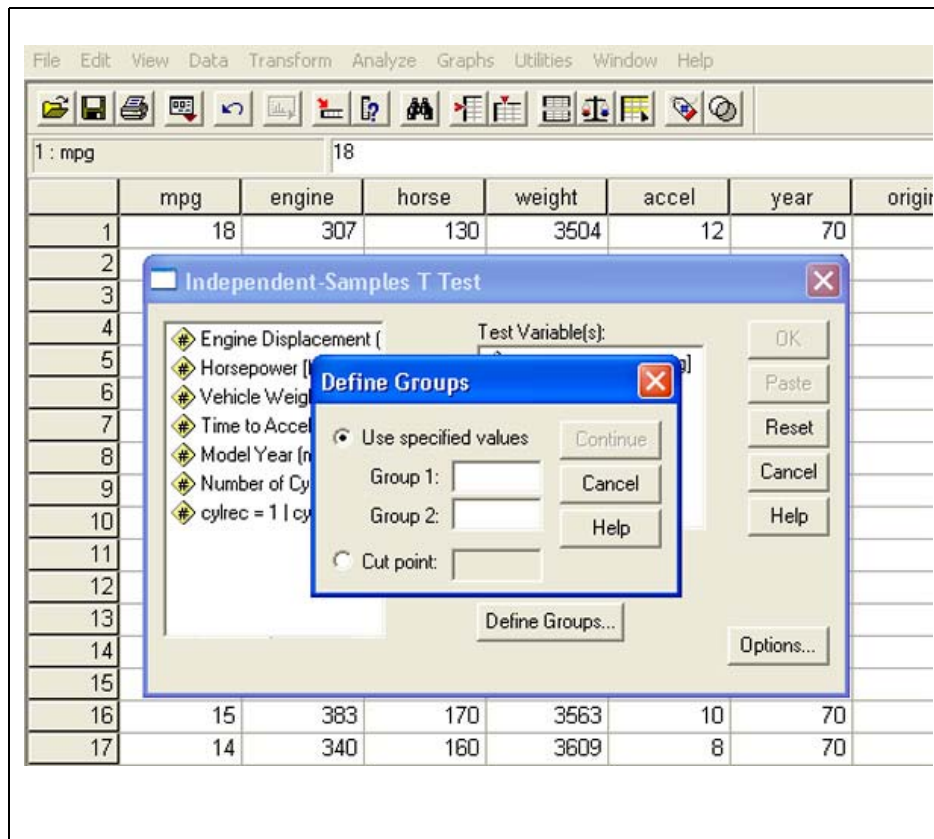 File Edit View Data Transform Analyze Graphs Utilities Window Help
1 : mpg 18
mpg engine horse weight accel year origin
1 18 307 130 3504 12 70
2
3
4
5
6
7
8
9
10
11
12
13
14
15
16 15 383 170 3563 10 70
17 14 340 160 3609 8 70
Independent-Samples T Test
Engine Displacement (
Horsepower [
Vehicle Weig
Time to Accel
Model Year (m
Number of Cy
cylrec = 1 | cy
Test Variable(s):
Define Groups...
OK
Paste
Reset
Cancel
Help
Options...
Define Groups
Use specified values
Group 1:
Group 2:
Cut point:
Continue
Cancel
Help